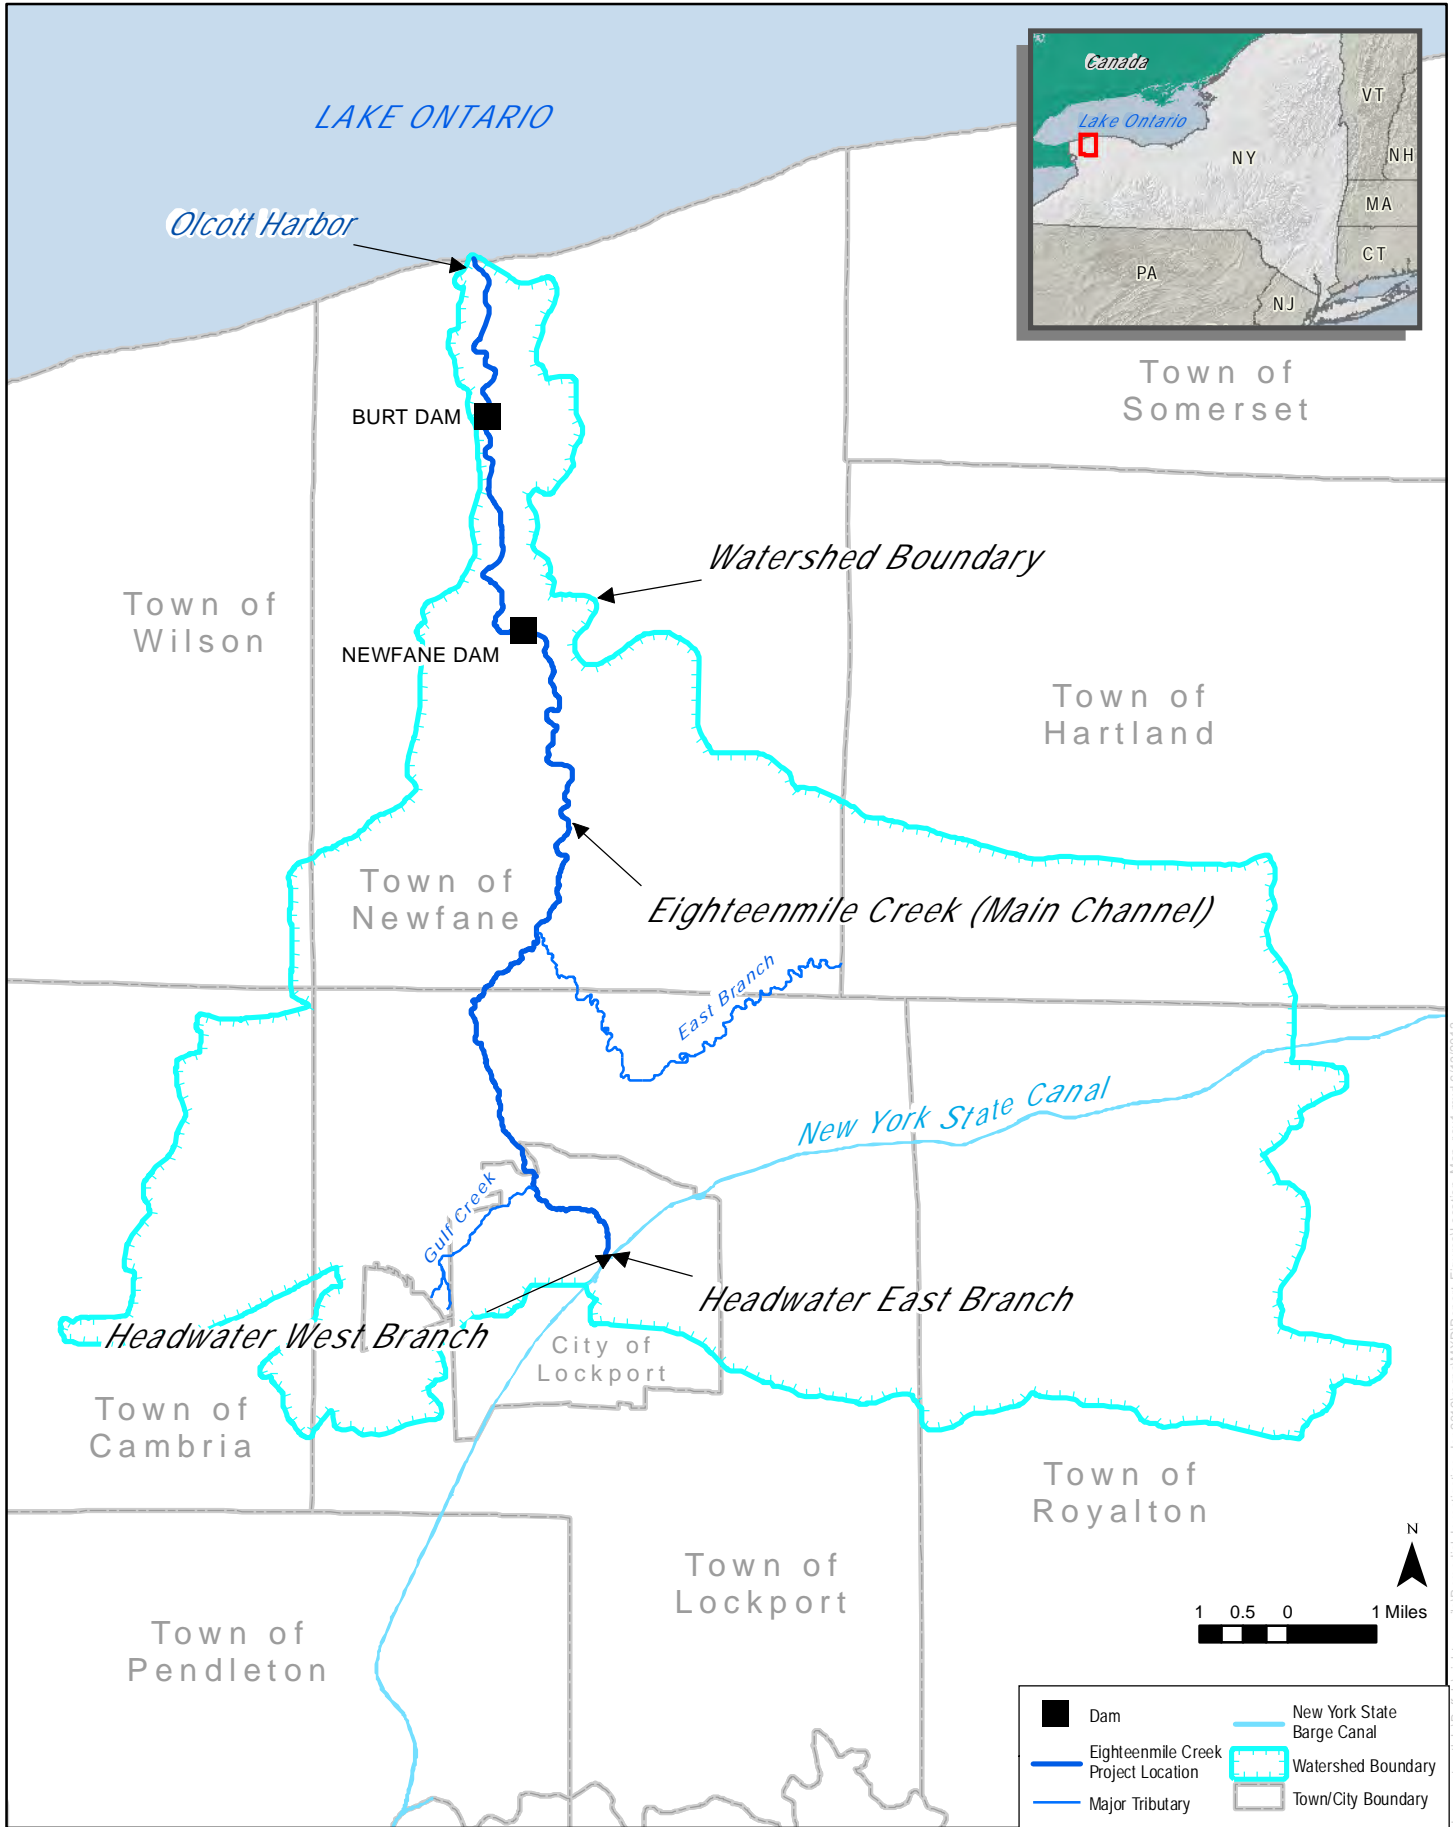 Canada
VT
Lake Ontario
NY
NH
MA
CT
PA
NJ
LAKE ONTARIO
Olcott Harbor
Town of
Somerset
BURT DAM
Watershed Boundary
Town of
Wilson
NEWFANE DAM
Town of
Hartland
Town of
Newfane
Eighteenmile Creek (Main Channel)
East Branch
New York State Canal
Gulf Creek
Headwater East Branch
Headwater West Branch
City of
Lockport
Town of
Cambria
Town of
Royalton
N
Town of
Lockport
1 0.5 0 1 Miles
Town of
Pendleton
Dam
Eighteenmile Creek
Project Location
Major Tributary
New York State
Barge Canal
Watershed Boundary
Town/City Boundary